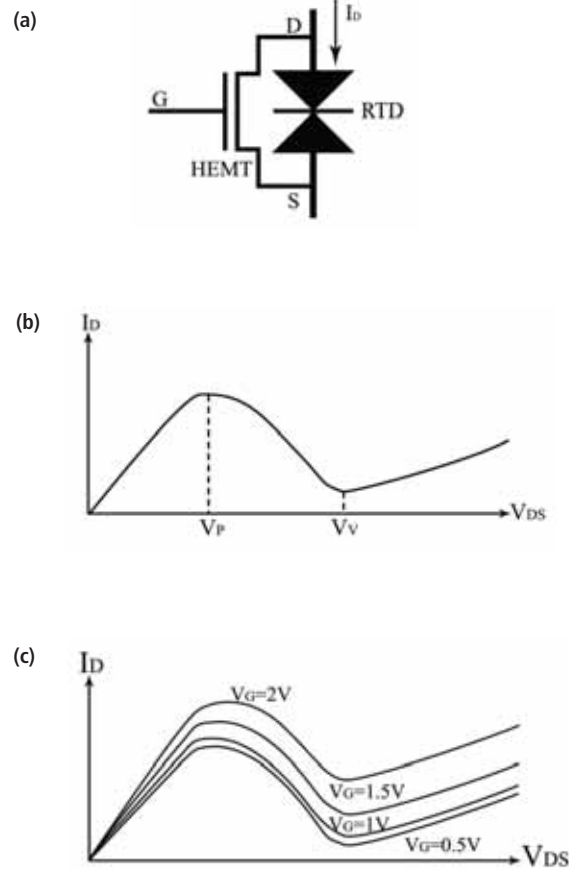 (a)
D
ID
G
RTD
HEMT
S
(b)
ID
VP
VV
VDS
(c)
ID
VG=2V
VG=1.5V
VG=1V
VG=0.5V
VDS